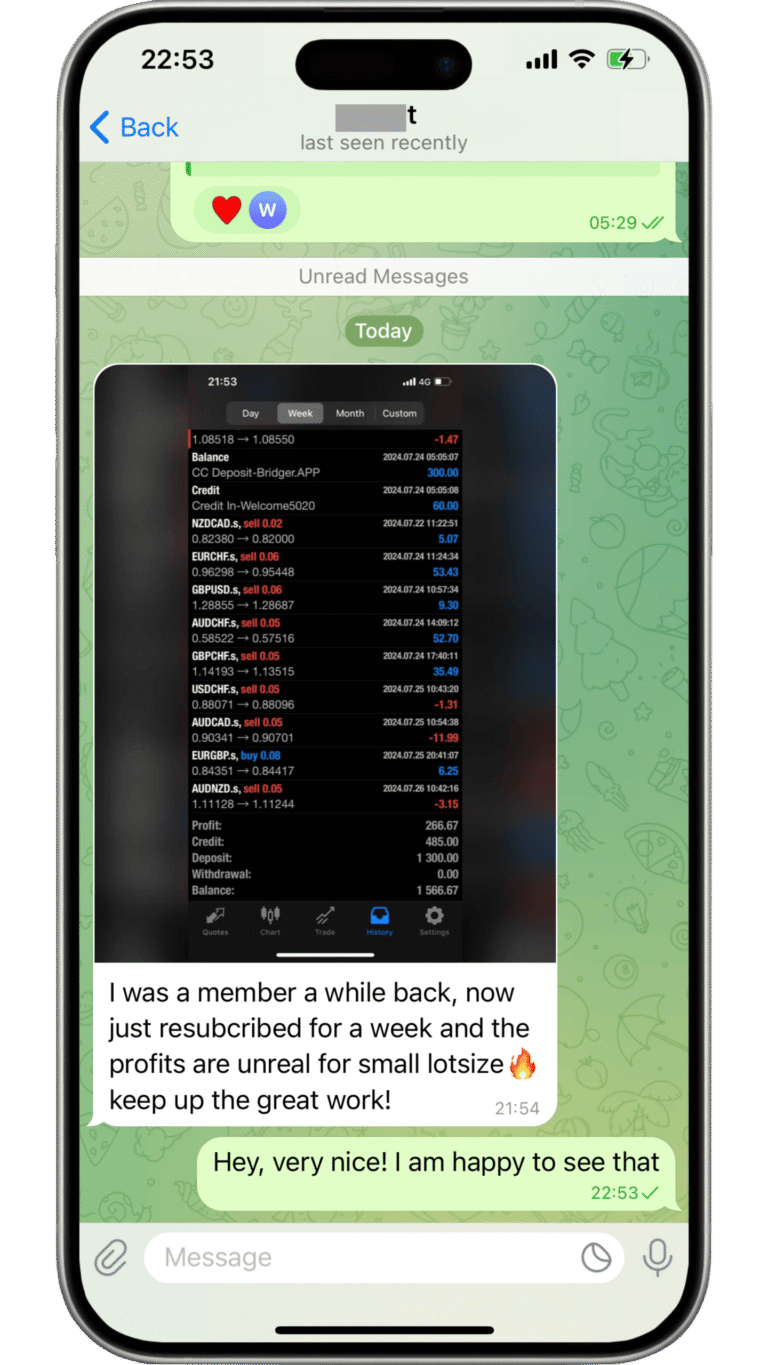 22:53
Back
t
last seen recently
W
05:29
Unread Messages
Today
21:53
4G
Day Week Month Custom
1.08518 → 1.08550 -1.47
Balance 2024.07.24 05:05:07
CC Deposit-Bridger.APP 300.00
Credit 2024.07.24 05:05:08
Credit In-Welcome5020 60.00
NZDCAD.s, sell 0.02 2024.07.22 11:22:51
0.82380 → 0.82000 5.07
EURCHF.s, sell 0.06 2024.07.24 11:24:34
0.96298 → 0.95448 53.43
GBPUSD.s, sell 0.06 2024.07.24 10:57:34
1.28855 → 1.28687 9.30
AUDCHF.s, sell 0.05 2024.07.24 14:09:12
0.58522 → 0.57516 52.70
GBPCHF.s, sell 0.05 2024.07.24 17:40:11
1.14193 → 1.13515 35.49
USDCHF.s, sell 0.05 2024.07.25 10:43:20
0.88071 → 0.88096 -1.31
AUDCAD.s, sell 0.05 2024.07.25 10:54:38
0.90341 → 0.90701 -11.99
EURGBP.s, buy 0.08 2024.07.25 20:41:07
0.84351 → 0.84417 6.25
AUDNZD.s, sell 0.05 2024.07.26 10:42:16
1.11128 → 1.11244 -3.15
Profit: 266.67
Credit: 485.00
Deposit: 1 300.00
Withdrawal: 0.00
Balance: 1 566.67
Quotes Chart Trade History Settings
I was a member a while back, now
just resubcribed for a week and the
profits are unreal for small lotsize🔥
keep up the great work!
21:54
Hey, very nice! I am happy to see that
22:53
Message